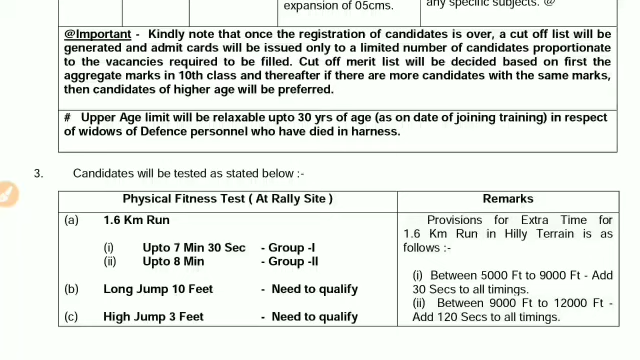 expansion of 05cms.
any specific subjects. @
@Important - Kindly note that once the registration of candidates is over, a cut off list will be
generated and admit cards will be issued only to a limited number of candidates proportionate
to the vacancies required to be filled. Cut off merit list will be decided based on first the
aggregate marks in 10th class and thereafter if there are more candidates with the same marks,
then candidates of higher age will be preferred.
# Upper Age limit will be relaxable upto 30 yrs of age (as on date of joining training) in respect
of widows of Defence personnel who have died in harness.
3. Candidates will be tested as stated below :-
Physical Fitness Test ( At Rally Site )
(a) 1.6 Km Run
(i) Upto 7 Min 30 Sec - Group -I
(ii) Upto 8 Min - Group -II
(b) Long Jump 10 Feet - Need to qualify
(c) High Jump 3 Feet - Need to qualify
Remarks
Provisions for Extra Time for
1.6 Km Run in Hilly Terrain is as
follows :-
(i) Between 5000 Ft to 9000 Ft - Add
30 Secs to all timings.
(ii) Between 9000 Ft to 12000 Ft -
Add 120 Secs to all timings.